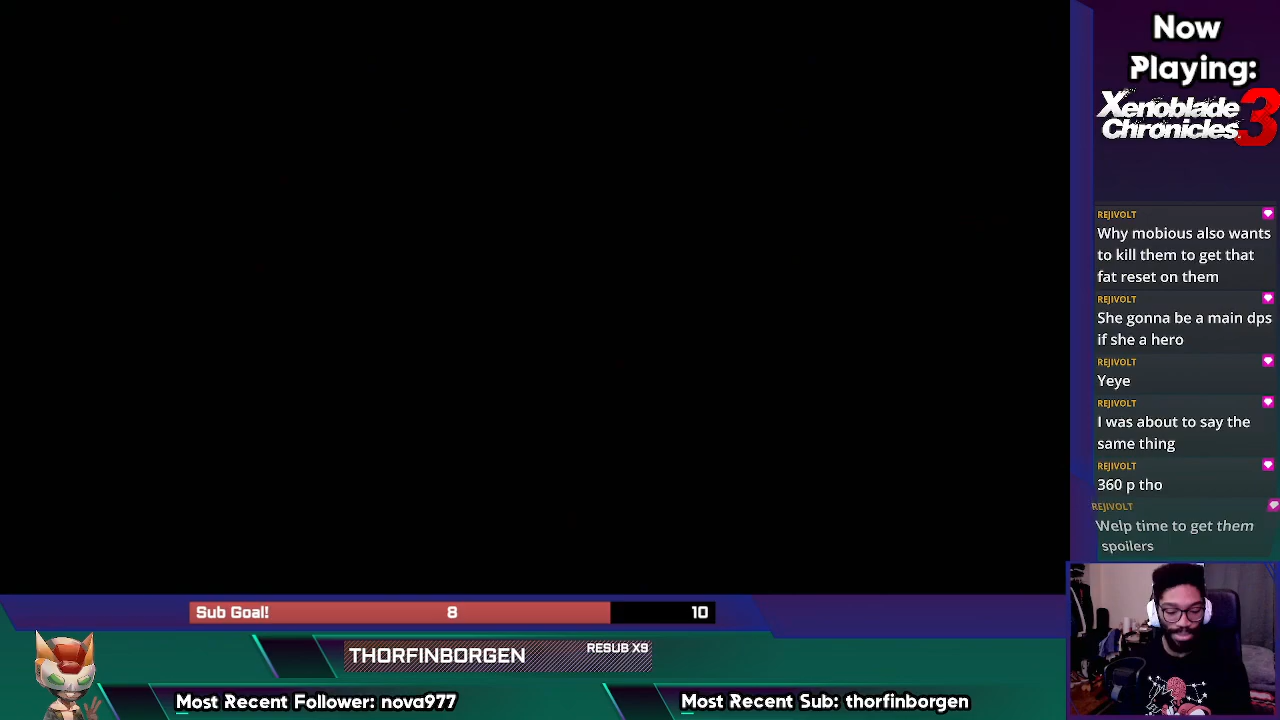 Now
Playing:
Xenoblade
Chronicles 3
REJIVOLT
Why mobious also wants
to kill them to get that
fat reset on them
REJIVOLT
She gonna be a main dps
if she a hero
REJIVOLT
Yeye
REJIVOLT
I was about to say the
same thing
REJIVOLT
360 p tho
REJIVOLT
Welp time to get them
spoilers
Sub Goal! 8 10
THORFINBORGEN RESUB X9
Most Recent Follower: nova977
Most Recent Sub: thorfinborgen